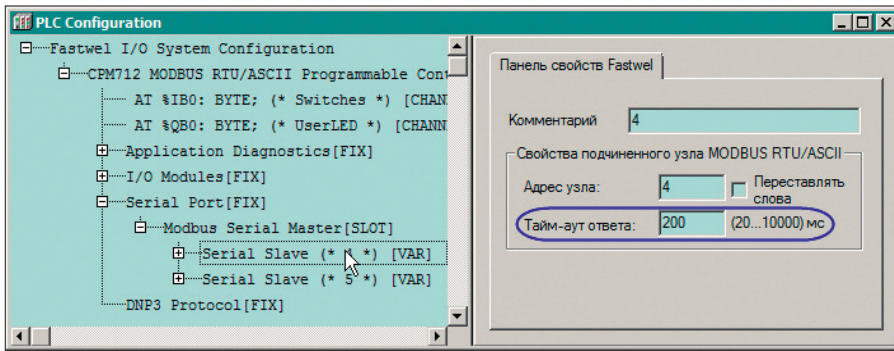 PLC Configuration
Fastwel I/O System Configuration
CPM712 MODBUS RTU/ASCII Programmable Cont
AT %IB0: BYTE; (* Switches *) [CHAN
AT %QB0: BYTE; (* UserLED *) [CHANN
Application Diagnostics[FIX]
I/O Modules[FIX]
Serial Port[FIX]
Modbus Serial Master[SLOT]
Serial Slave (* 4 *) [VAR]
Serial Slave (* 5 *) [VAR]
DNP3 Protocol[FIX]
Панель свойств Fastwel
Комментарий 4
Свойства подчиненного узла MODBUS RTU/ASCII
Адрес узла: 4 Переставлять
слова
Тайм-аут ответа: 200 (20...10000) мс